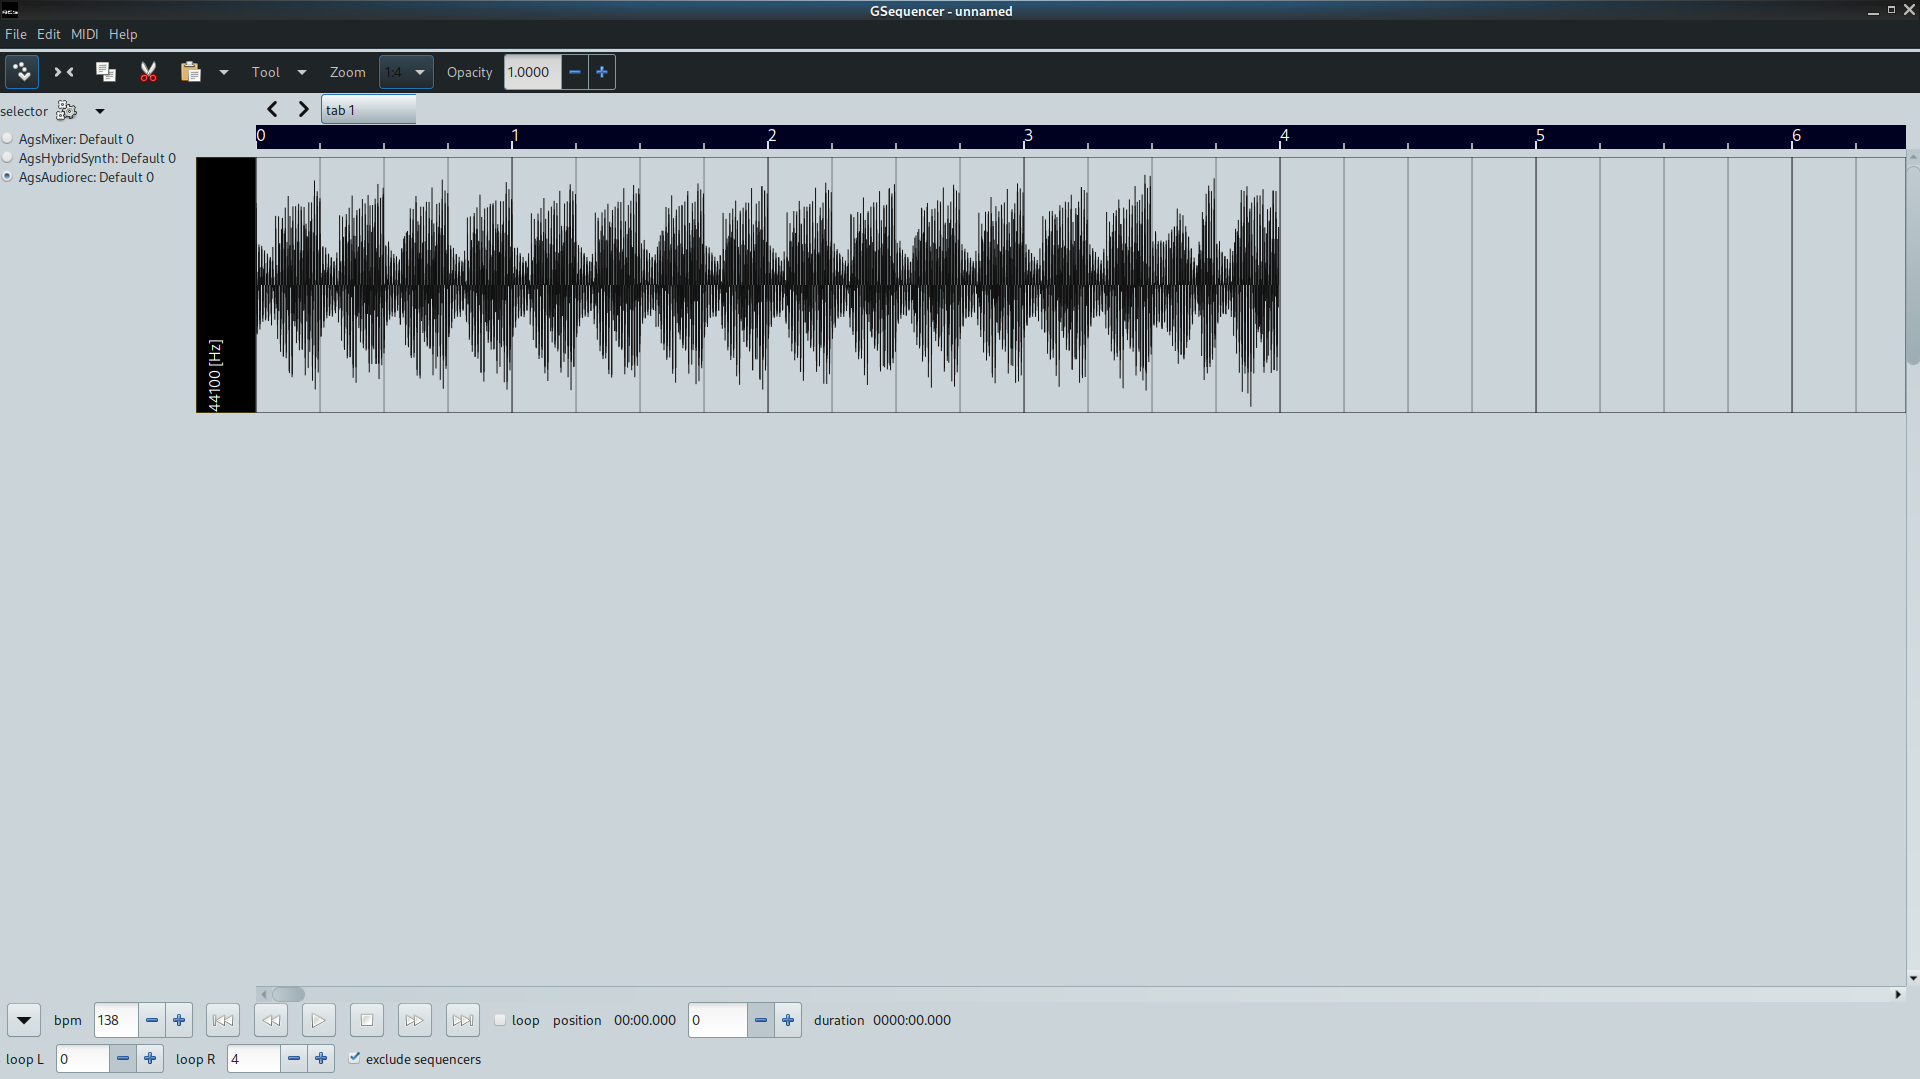 GSequencer - unnamed
File Edit MIDI Help
Tool Zoom 1:4 Opacity 1.0000
selector tab 1
0 1 2 3 4 5 6
AgsMixer: Default 0
AgsHybridSynth: Default 0
AgsAudiorec: Default 0
44100 [Hz]
bpm 138 loop position 00:00.000 0 duration 0000:00.000
loop L 0 loop R 4 exclude sequencers